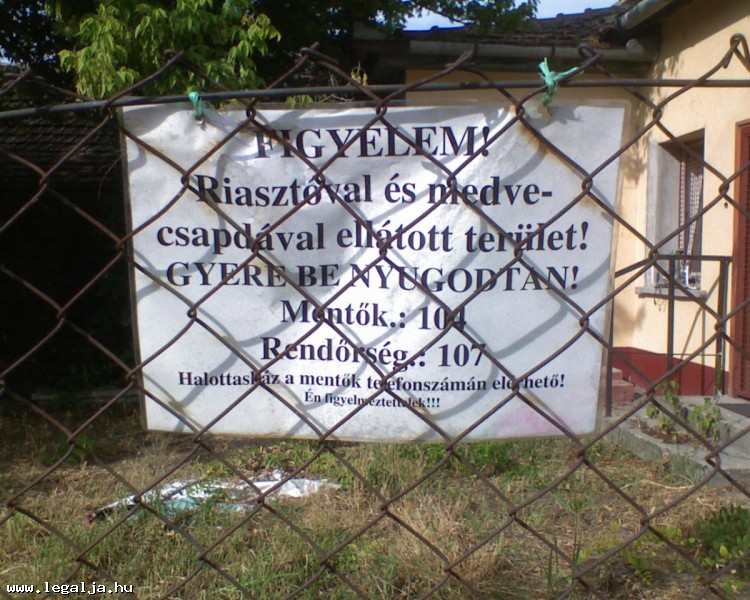 FIGYELEM!
Riasztóval és medve-
csapdával ellátott terület!
GYERE BE NYUGODTAN!
Mentők.: 104
Rendőrség.: 107
Halottasház a mentők telefonszámán elérhető!
Én figyelmeztettelek!!!
www.legalja.hu